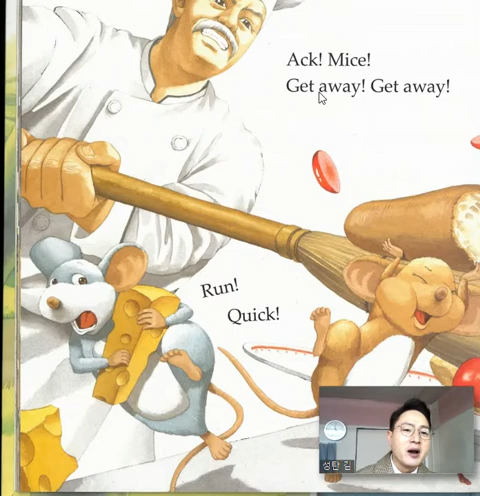 Ack! Mice!
Get away! Get away!
Run!
Quick!
성탄 김